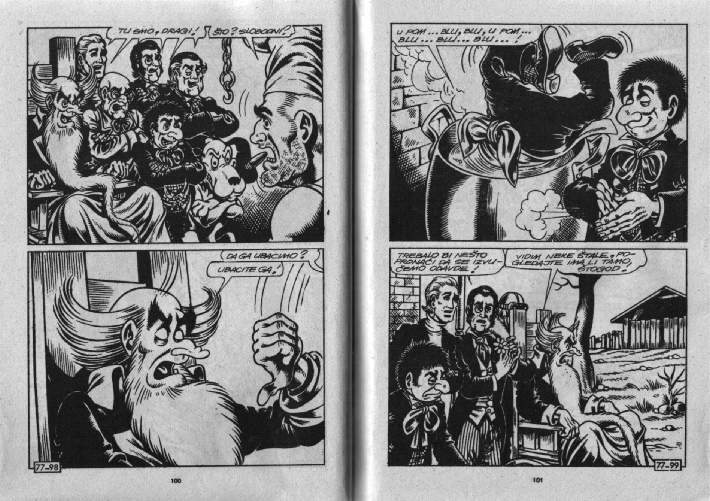 TU SMO, DRAGI!
ŠTO? SLOBODNI!
DA GA UBACIMO?
UBACITE GA!
77-98
100
U POM... BLU, BLU, U POM...
BLU... BLU... BLU...!
TREBALO BI NEŠTO
PRONAĆI DA SE IZVU-
ČEMO ODAVDE!
VIDIM NEKE ŠTALE, PO-
GLEDAJTE IMA LI TAMO
ŠTOGOD!
77-99
101